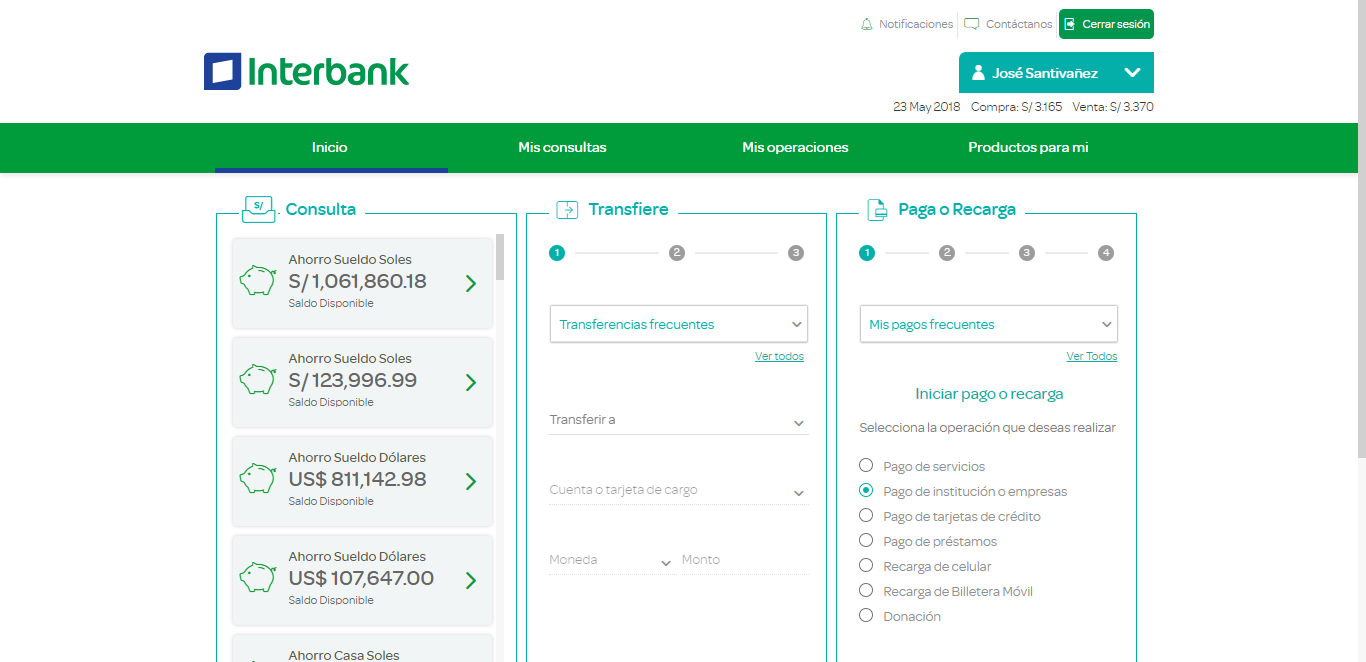 Notificaciones Contáctanos Cerrar sesión
Interbank
José Santivañez
23 May 2018 Compra: S/ 3.165 Venta: S/ 3.370
Inicio Mis consultas Mis operaciones Productos para mi
S/ Consulta
Ahorro Sueldo Soles
S/ 1,061,860.18
Saldo Disponible
Ahorro Sueldo Soles
S/ 123,996.99
Saldo Disponible
Ahorro Sueldo Dólares
US$ 811,142.98
Saldo Disponible
Ahorro Sueldo Dólares
US$ 107,647.00
Saldo Disponible
Ahorro Casa Soles
Transfiere
1 2 3
Transferencias frecuentes
Ver todos
Transferir a
Cuenta o tarjeta de cargo
Moneda Monto
Paga o Recarga
1 2 3 4
Mis pagos frecuentes
Ver Todos
Iniciar pago o recarga
Selecciona la operación que deseas realizar
Pago de servicios
Pago de institución o empresas
Pago de tarjetas de crédito
Pago de préstamos
Recarga de celular
Recarga de Billetera Móvil
Donación